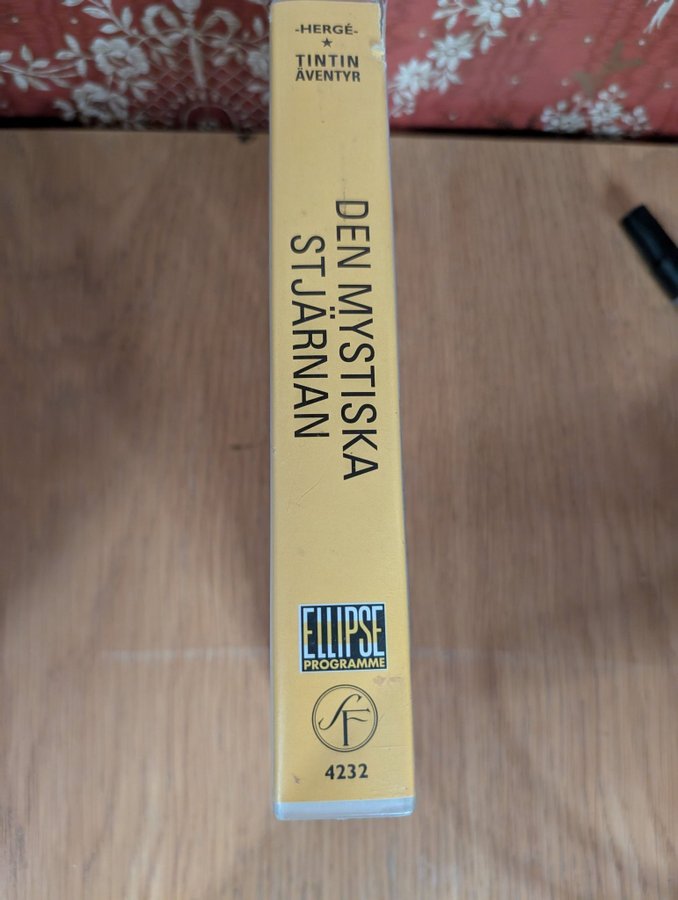 -HERGÉ-
TINTIN
ÄVENTYR
DEN MYSTISKA
STJÄRNAN
ELLIPSE
PROGRAMME
SF
4232